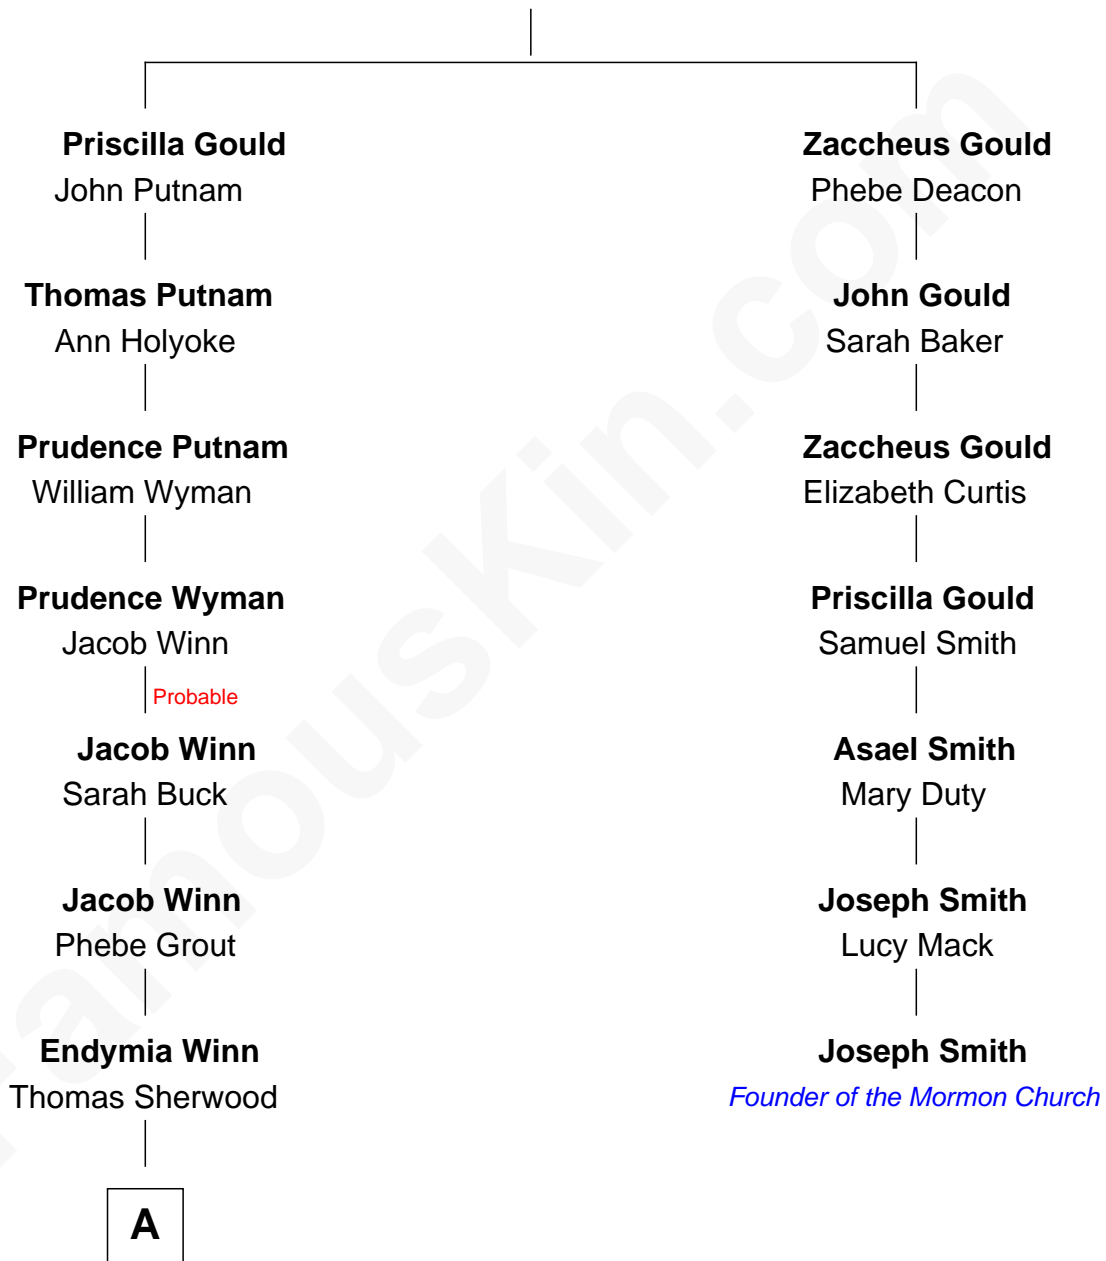 Priscilla Gould
John Putnam
Zaccheus Gould
Phebe Deacon
Thomas Putnam
Ann Holyoke
John Gould
Sarah Baker
Prudence Putnam
William Wyman
Zaccheus Gould
Elizabeth Curtis
Prudence Wyman
Jacob Winn
Priscilla Gould
Samuel Smith
Probable
Jacob Winn
Sarah Buck
Asael Smith
Mary Duty
Jacob Winn
Phebe Grout
Joseph Smith
Lucy Mack
Endymia Winn
Thomas Sherwood
Joseph Smith
Founder of the Mormon Church
A
FamousKin.com